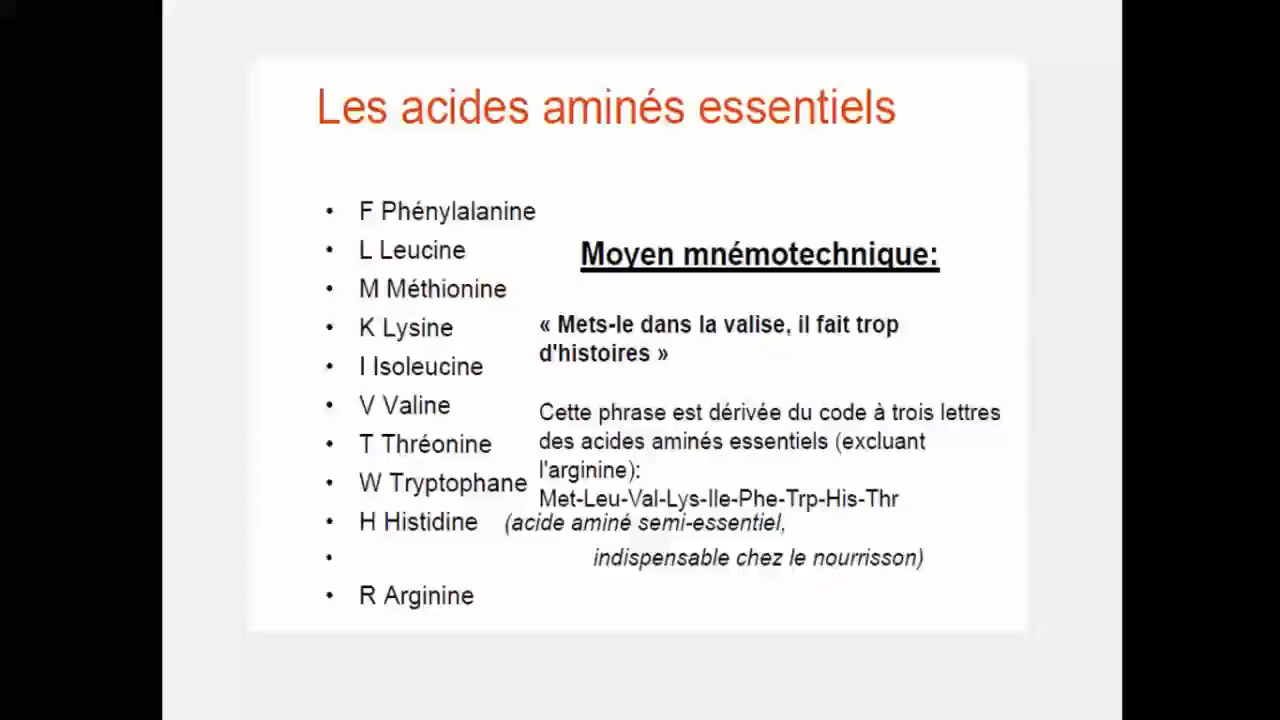 Les acides aminés essentiels
• F Phénylalanine
• L Leucine
• M Méthionine
• K Lysine
• I Isoleucine
• V Valine
• T Thréonine
• W Tryptophane
• H Histidine (acide aminé semi-essentiel,
• indispensable chez le nourrisson)
• R Arginine
Moyen mnémotechnique:
« Mets-le dans la valise, il fait trop
d'histoires »
Cette phrase est dérivée du code à trois lettres
des acides aminés essentiels (excluant
l'arginine):
Met-Leu-Val-Lys-Ile-Phe-Trp-His-Thr